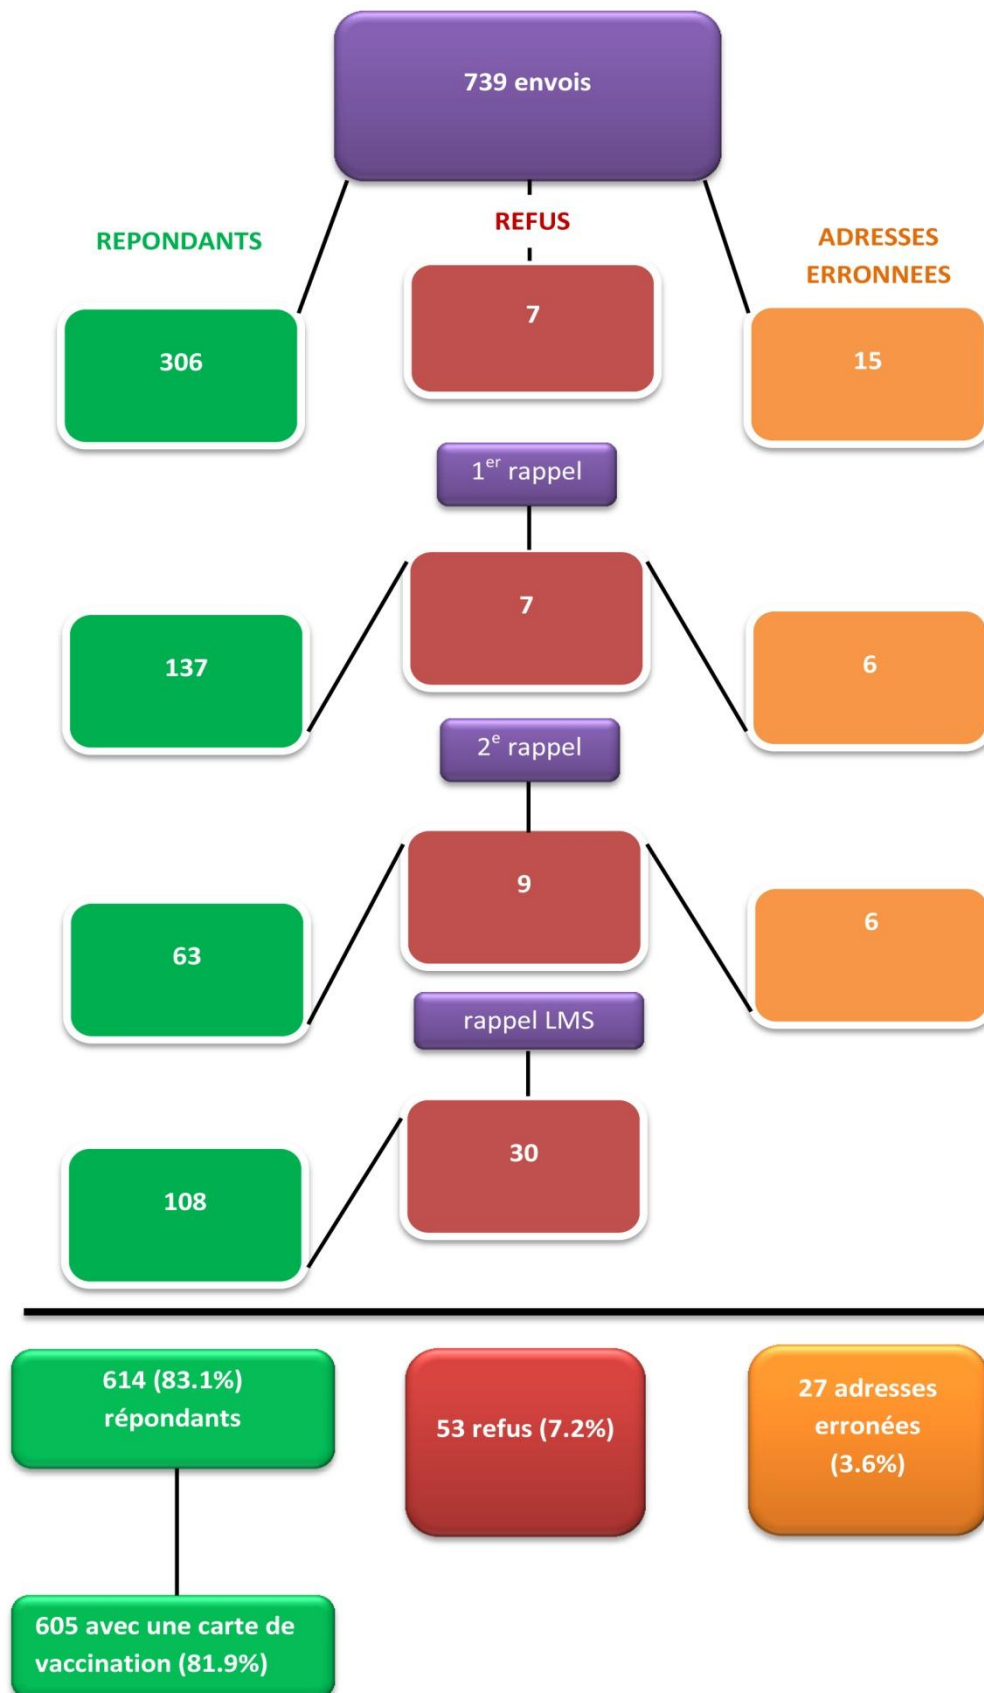 739 envois
REPONDANTS
REFUS
ADRESSES
ERRONNEES
306
7
15
1er rappel
137
7
6
2e rappel
63
9
6
rappel LMS
108
30
614 (83.1%)
répondants
53 refus (7.2%)
27 adresses
erronées
(3.6%)
605 avec une carte de
vaccination (81.9%)